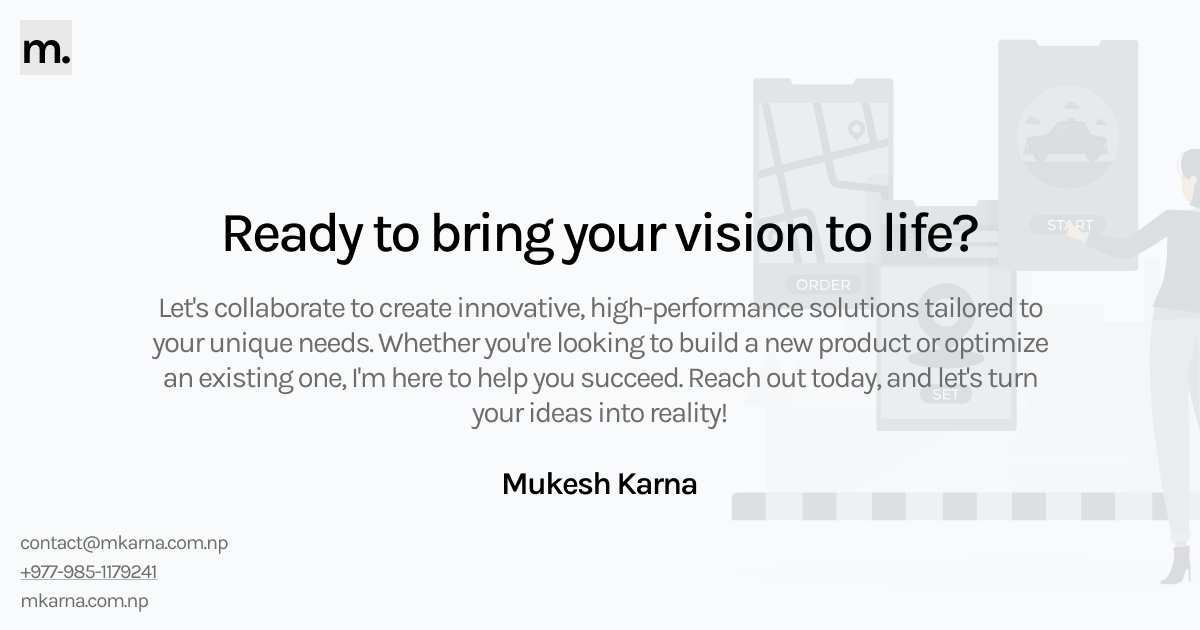 m.
START
Ready to bring your vision to life?
ORDER
Let's collaborate to create innovative, high-performance solutions tailored to
your unique needs. Whether you're looking to build a new product or optimize
an existing one, I'm here to help you succeed. Reach out today, and let's turn
SET
your ideas into reality!
Mukesh Karna
contact@mkarna.com.np
+977-985-1179241
mkarna.com.np